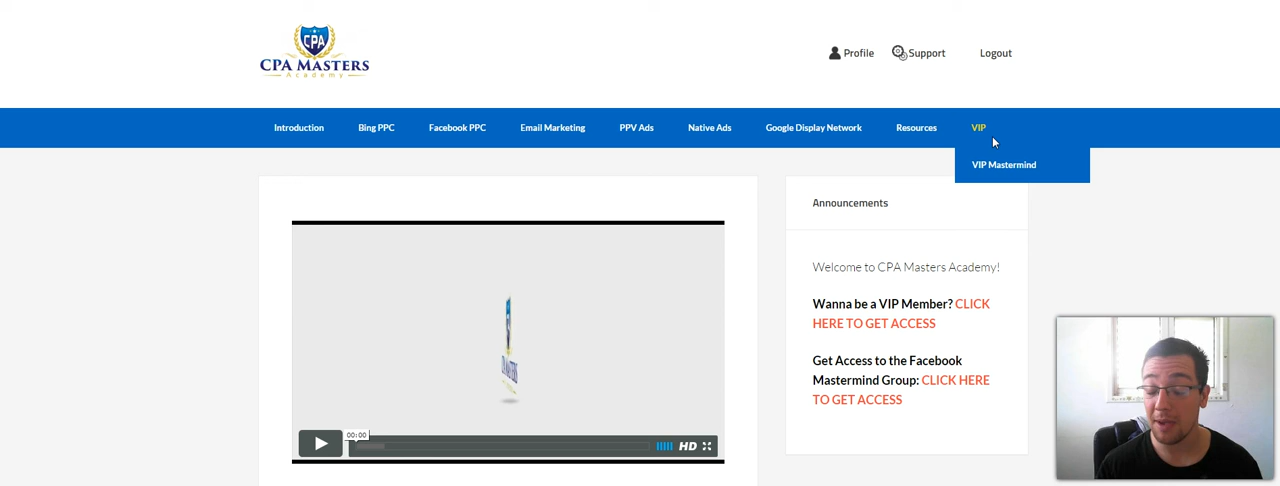 CPA
CPA MASTERS
Academy
Profile
Support
Logout
Introduction
Bing PPC
Facebook PPC
Email Marketing
PPV Ads
Native Ads
Google Display Network
Resources
VIP
VIP Mastermind
Announcements
Welcome to CPA Masters Academy!
Wanna be a VIP Member? CLICK
HERE TO GET ACCESS
Get Access to the Facebook
Mastermind Group: CLICK HERE
TO GET ACCESS
CPA MASTERS
00:00
HD